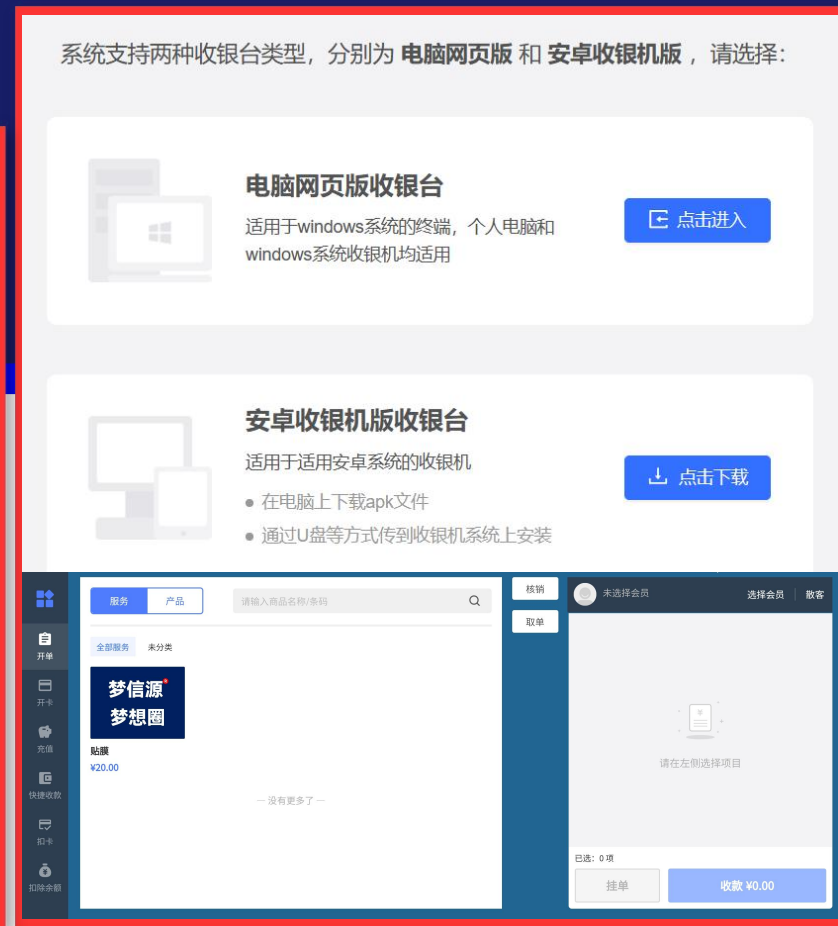 系统支持两种收银台类型，分别为 电脑网页版 和 安卓收银机版 ，请选择：
电脑网页版收银台
适用于windows系统的终端，个人电脑和
windows系统收银机均适用
点击进入
安卓收银机版收银台
适用于适用安卓系统的收银机
在电脑上下载apk文件
通过U盘等方式传到收银机系统上安装
点击下载
开单
开卡
充值
快捷收款
扣卡
扣除余额
服务
产品
请输入商品名称/条码
全部服务
未分类
梦信源
梦想圈
贴膜
¥20.00
— 没有更多了 —
核销
取单
未选择会员
选择会员
散客
请在左侧选择项目
已选：0 项
挂单
收款 ¥0.00